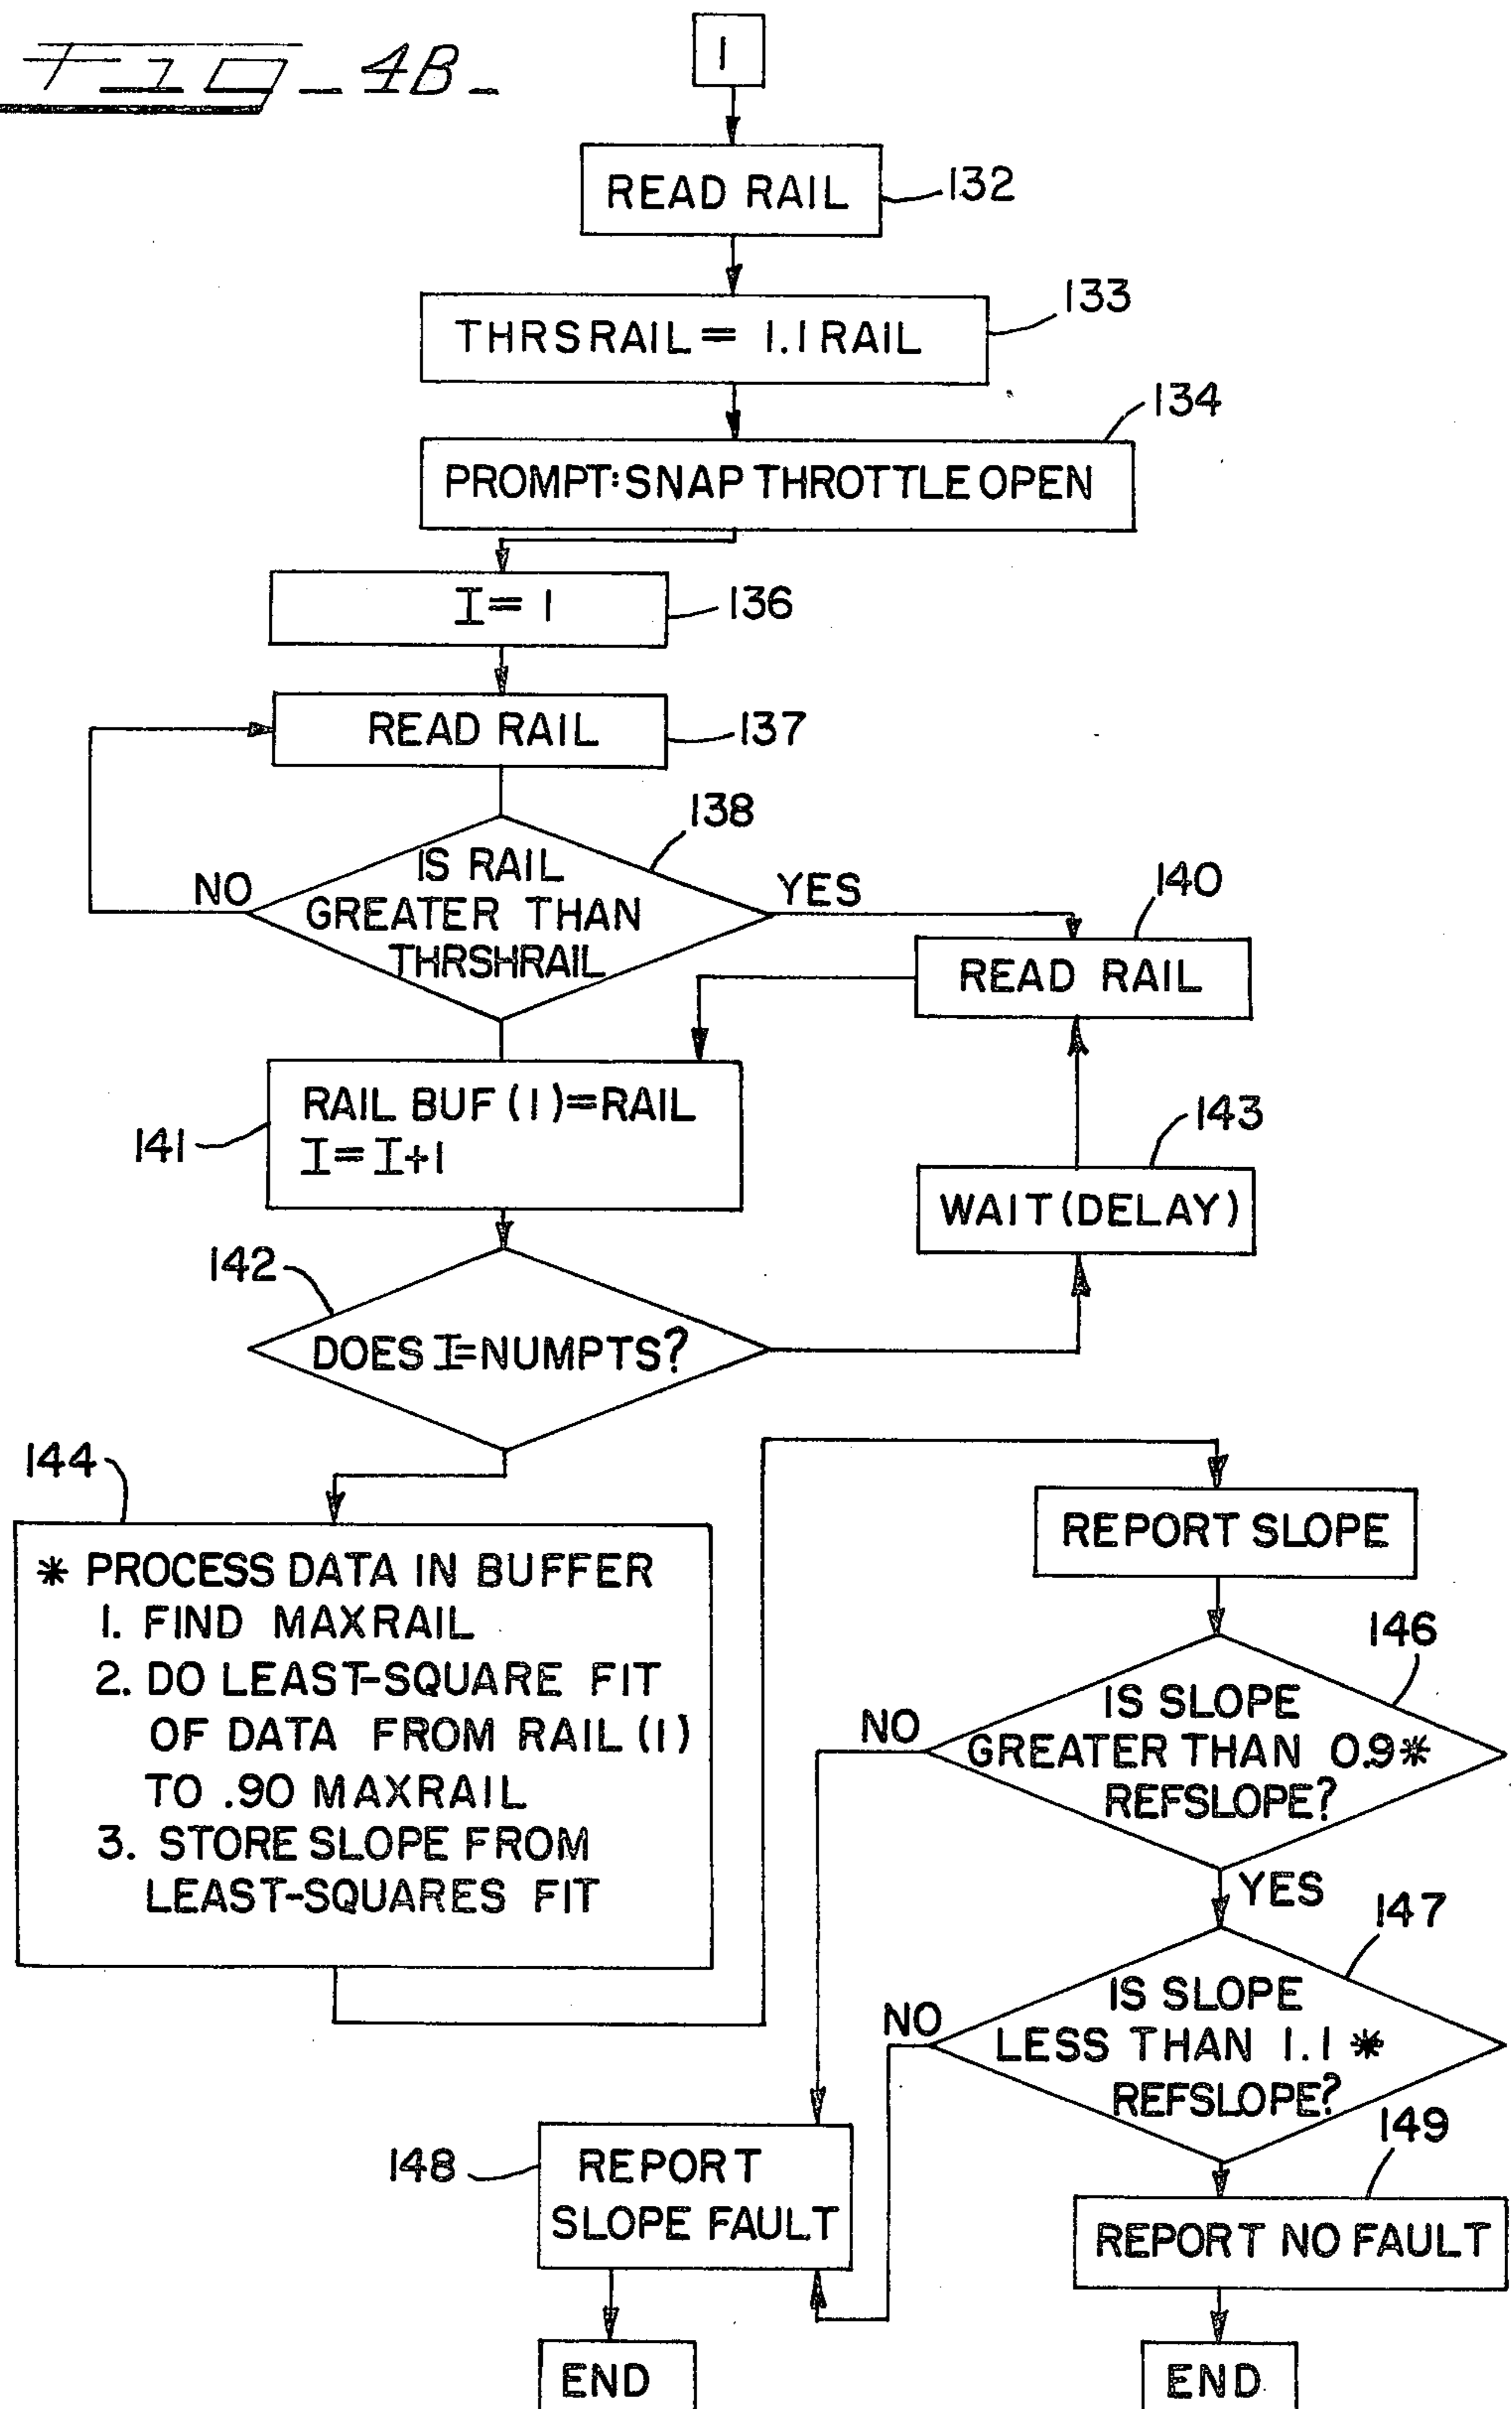 FIG_4B_
1
READ RAIL
132
THRSRAIL = 1.1 RAIL
133
PROMPT: SNAP THROTTLE OPEN
134
I = 1
136
READ RAIL
137
IS RAIL
GREATER THAN
THRSHRAIL
138
NO
YES
READ RAIL
140
RAIL BUF (1)=RAIL
I=I+1
141
WAIT (DELAY)
143
DOES I=NUMPTS?
142
144
* PROCESS DATA IN BUFFER
1. FIND MAXRAIL
2. DO LEAST-SQUARE FIT
OF DATA FROM RAIL (1)
TO .90 MAXRAIL
3. STORE SLOPE FROM
LEAST-SQUARES FIT
REPORT SLOPE
146
IS SLOPE
GREATER THAN 0.9*
REFSLOPE?
NO
YES
147
IS SLOPE
LESS THAN 1.1 *
REFSLOPE?
NO
148
REPORT
SLOPE FAULT
149
REPORT NO FAULT
END
END